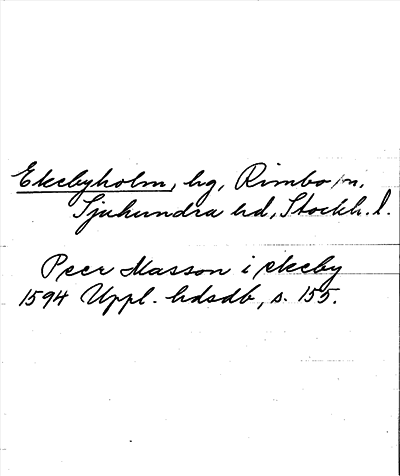 Ekebyholm, hg, Rimbo sn,
Sjuhundra hd, Stockh. l.
Peer Masson i ekeby
1594 Uppl. hdsdb, s. 155.